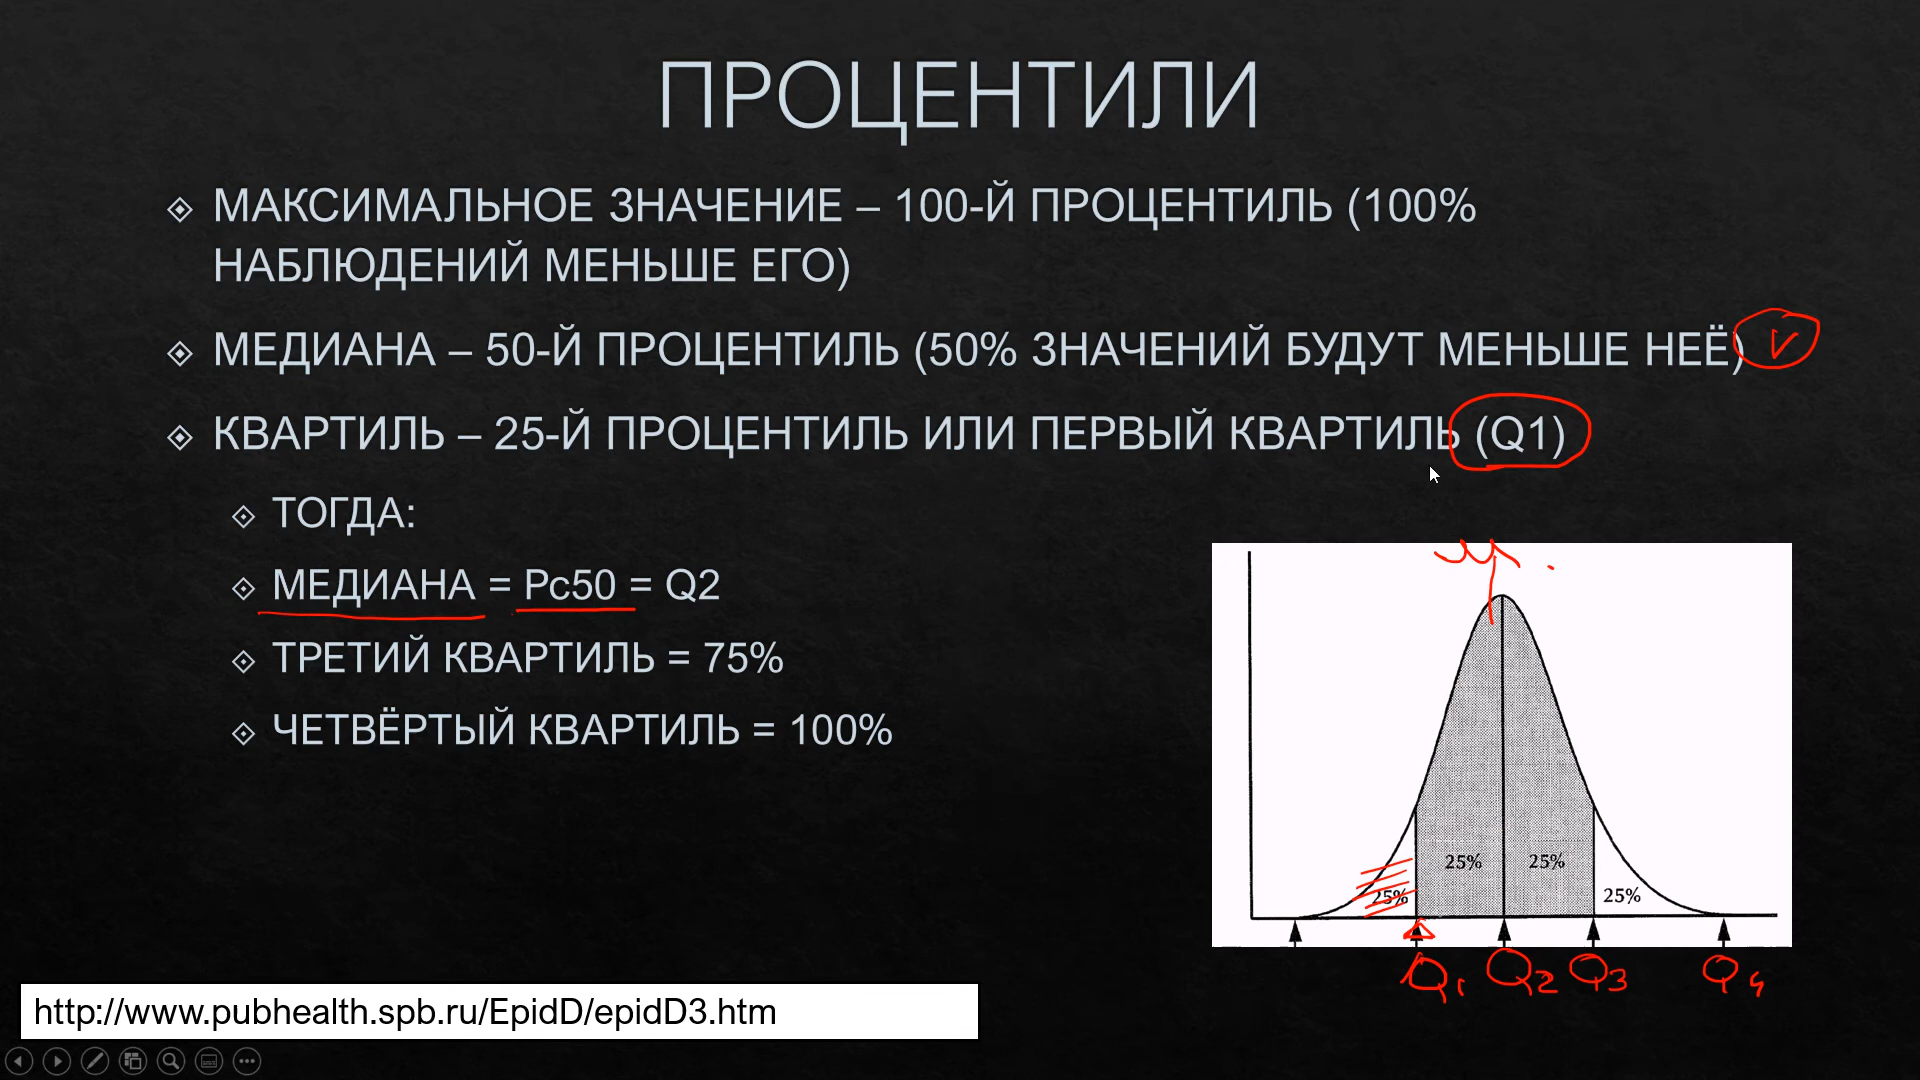 ПРОЦЕНТИЛИ
МАКСИМАЛЬНОЕ ЗНАЧЕНИЕ – 100-Й ПРОЦЕНТИЛЬ (100%
НАБЛЮДЕНИЙ МЕНЬШЕ ЕГО)
МЕДИАНА – 50-Й ПРОЦЕНТИЛЬ (50% ЗНАЧЕНИЙ БУДУТ МЕНЬШЕ НЕЁ)
КВАРТИЛЬ – 25-Й ПРОЦЕНТИЛЬ ИЛИ ПЕРВЫЙ КВАРТИЛЬ (Q1)
ТОГДА:
МЕДИАНА = Pc50 = Q2
ТРЕТИЙ КВАРТИЛЬ = 75%
ЧЕТВЁРТЫЙ КВАРТИЛЬ = 100%
25% 25%
25% 25%
Q1 Q2 Q3 Q4
http://www.pubhealth.spb.ru/EpidD/epidD3.htm